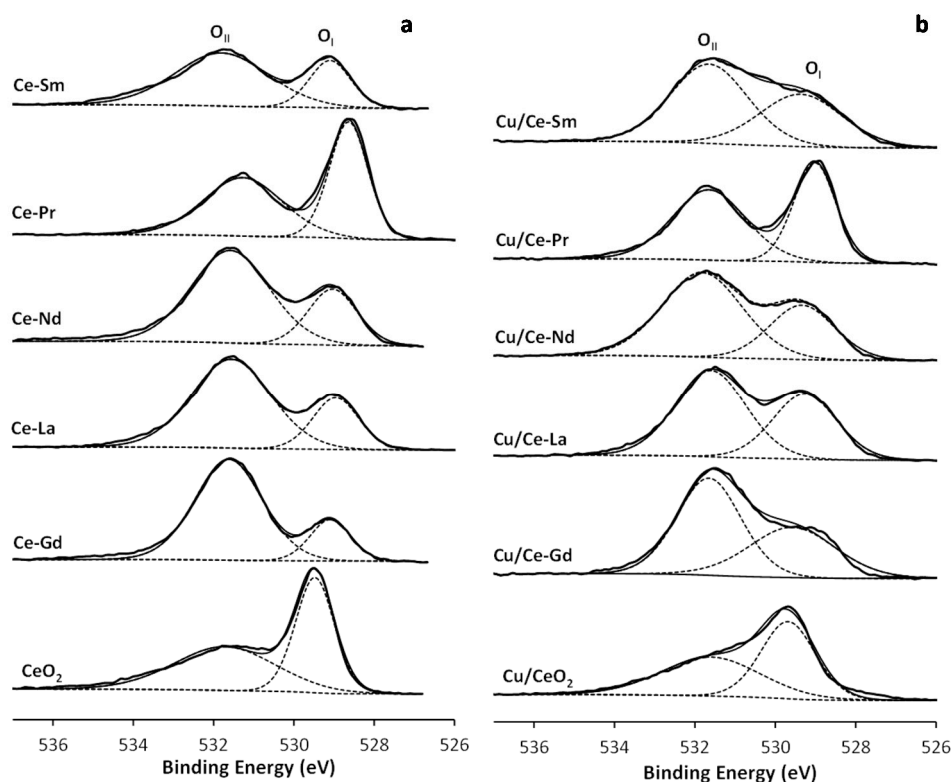 a
O_II O_I
Ce-Sm
Ce-Pr
Ce-Nd
Ce-La
Ce-Gd
CeO₂
536 534 532 530 528 526
Binding Energy (eV)
b
O_II
O_I
Cu/Ce-Sm
Cu/Ce-Pr
Cu/Ce-Nd
Cu/Ce-La
Cu/Ce-Gd
Cu/CeO₂
536 534 532 530 528 526
Binding Energy (eV)